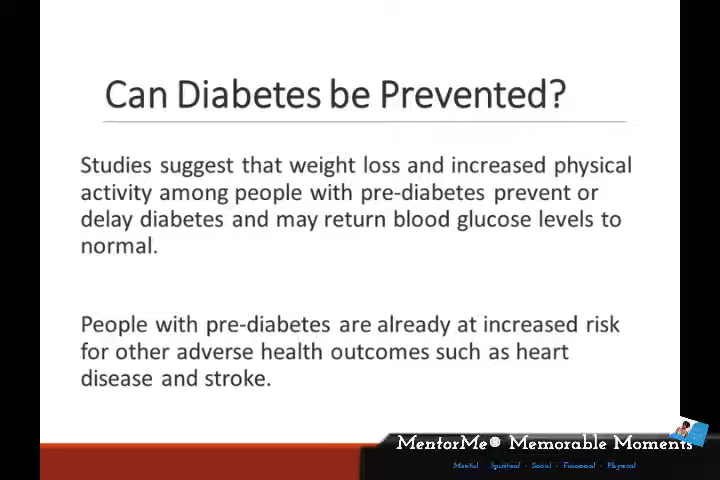 Can Diabetes be Prevented?
Studies suggest that weight loss and increased physical
activity among people with pre-diabetes prevent or
delay diabetes and may return blood glucose levels to
normal.
People with pre-diabetes are already at increased risk
for other adverse health outcomes such as heart
disease and stroke.
MentorMe® Memorable Moments
Mental - Spiritual - Social - Financial - Physical